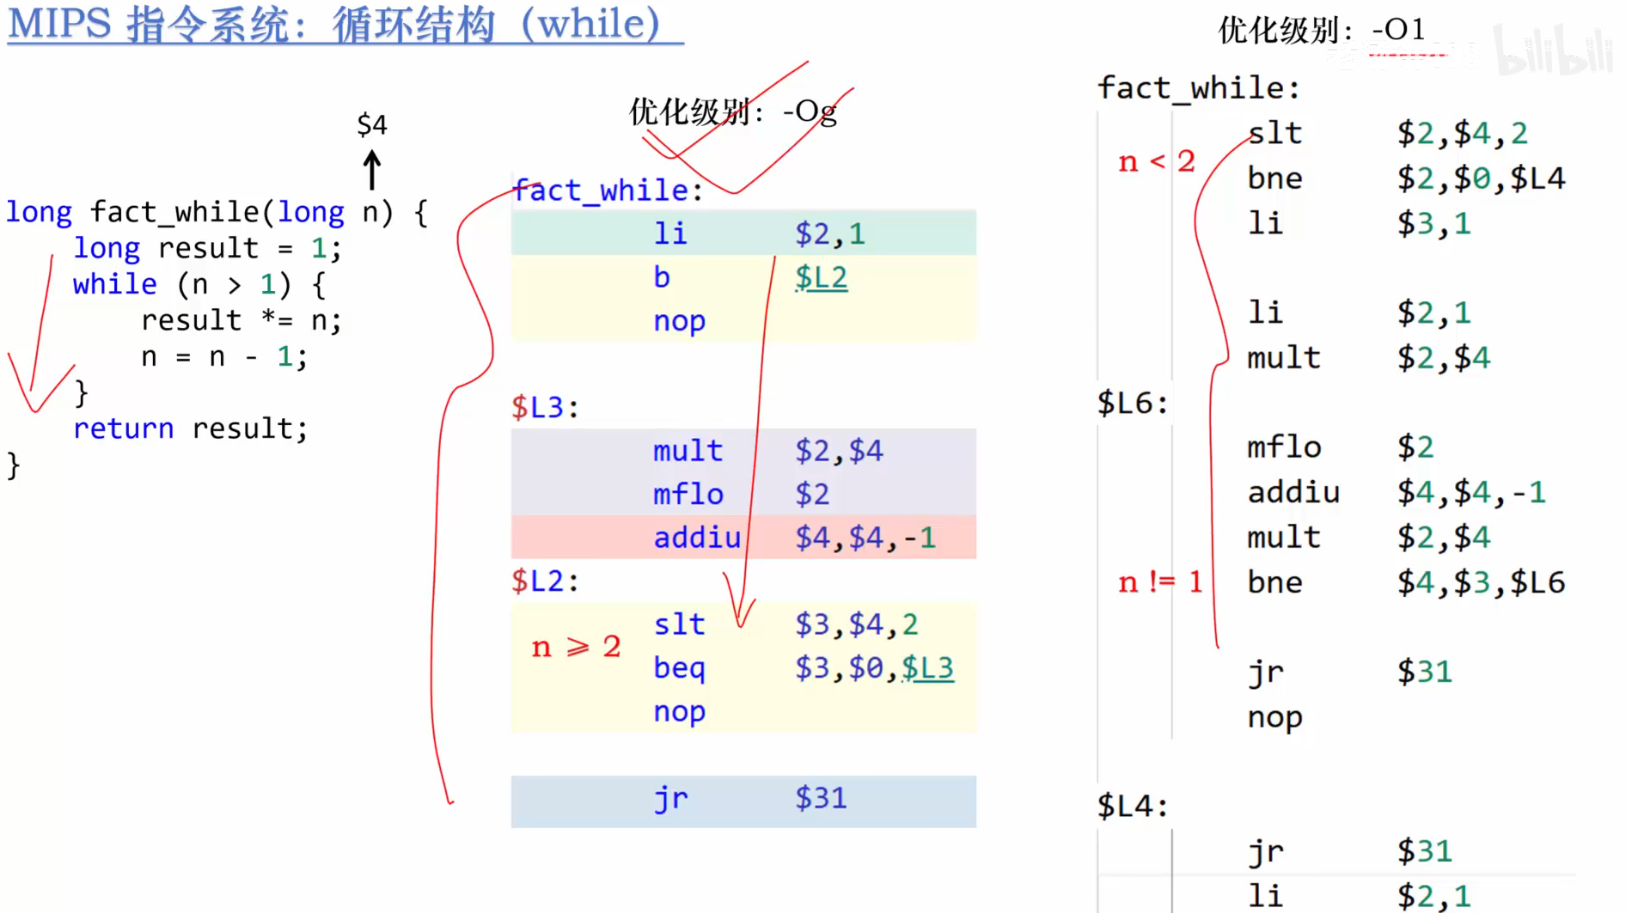 MIPS 指令系统：循环结构（while）
$4
long fact_while(long n) {
long result = 1;
while (n > 1) {
result *= n;
n = n - 1;
}
return result;
}
优化级别：-Og
fact_while:
li $2,1
b $L2
nop
$L3:
mult $2,$4
mflo $2
addiu $4,$4,-1
$L2:
n ⩾ 2
slt $3,$4,2
beq $3,$0,$L3
nop
jr $31
优化级别：-O1
bilibili
fact_while:
slt $2,$4,2
n < 2
bne $2,$0,$L4
li $3,1
li $2,1
mult $2,$4
$L6:
mflo $2
addiu $4,$4,-1
mult $2,$4
n != 1
bne $4,$3,$L6
jr $31
nop
$L4:
jr $31
li $2,1